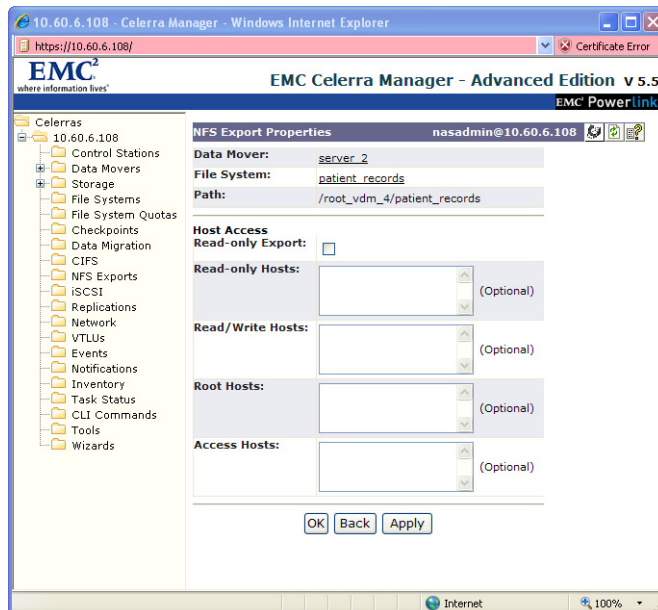 10.60.6.108 - Celerra Manager - Windows Internet Explorer
https://10.60.6.108/
Certificate Error
EMC²
where information lives®
EMC Celerra Manager - Advanced Edition V 5.5
EMC² Powerlink
Celerras
10.60.6.108
Control Stations
Data Movers
Storage
File Systems
File System Quotas
Checkpoints
Data Migration
CIFS
NFS Exports
iSCSI
Replications
Network
VTLUs
Events
Notifications
Inventory
Task Status
CLI Commands
Tools
Wizards
NFS Export Properties nasadmin@10.60.6.108
Data Mover: server_2
File System: patient_records
Path: /root_vdm_4/patient_records
Host Access
Read-only Export:
Read-only Hosts: (Optional)
Read/Write Hosts: (Optional)
Root Hosts: (Optional)
Access Hosts: (Optional)
OK Back Apply
Internet 100%